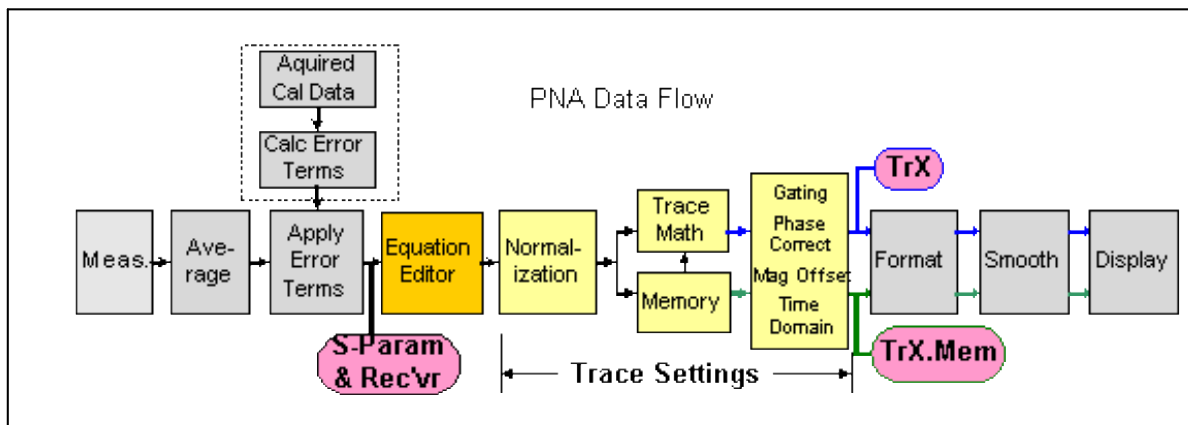 Aquired
Cal Data
PNA Data Flow
Calc Error
Terms
TrX
Meas.
Ave-
rage
Apply
Error
Terms
Equation
Editor
Normal-
ization
Trace
Math
Memory
Gating
Phase
Correct
Mag Offset
Time
Domain
Format
Smooth
Display
S-Param
& Rec'vr
Trace Settings
TrX.Mem